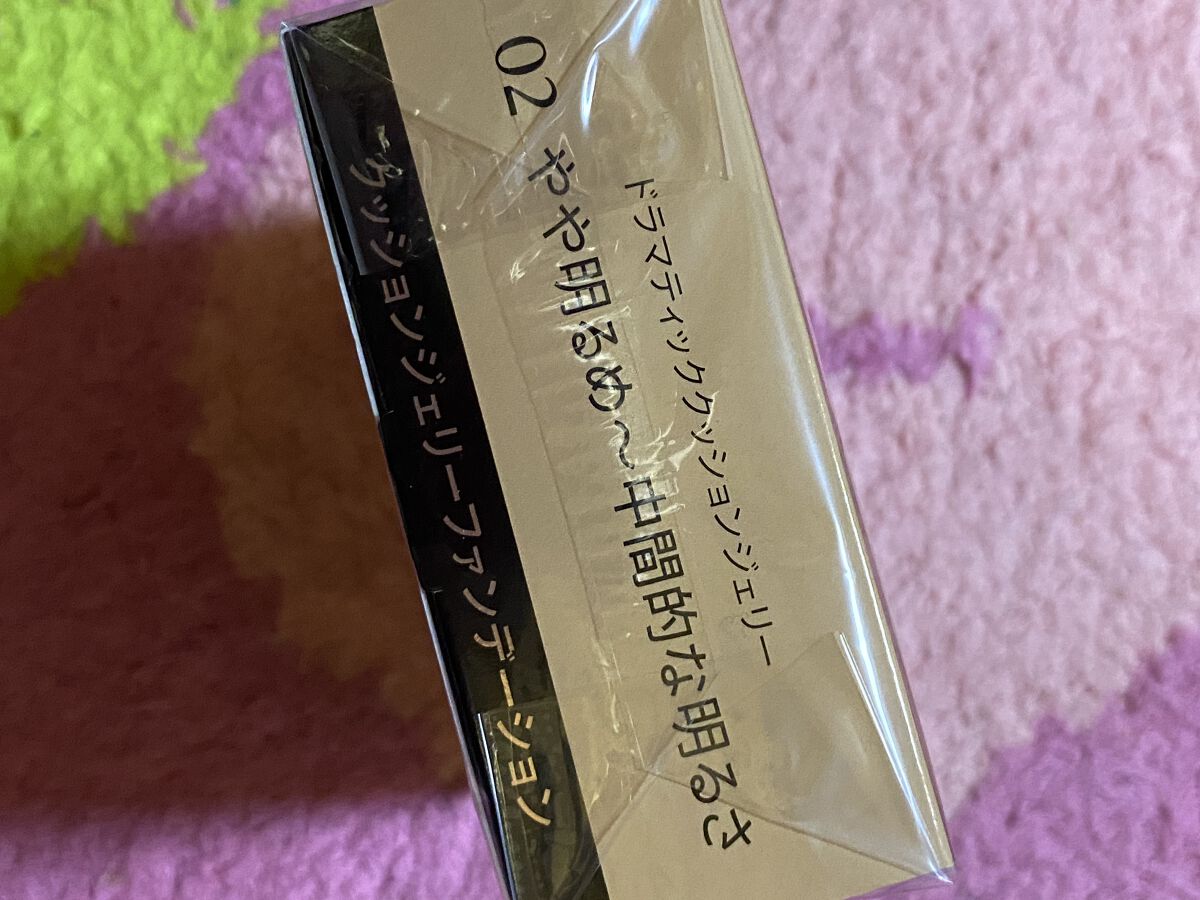 ドラマティッククッションジェリー
02 やや明るめ~中間的な明るさ
クッションジェリーファンデーション